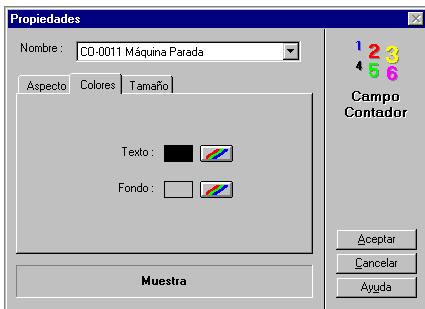 Propiedades
Nombre : CO-0011 Máquina Parada
Aspecto Colores Tamaño
Texto :
Fondo :
Muestra
1 2 3
4 5 6
Campo
Contador
Aceptar
Cancelar
Ayuda